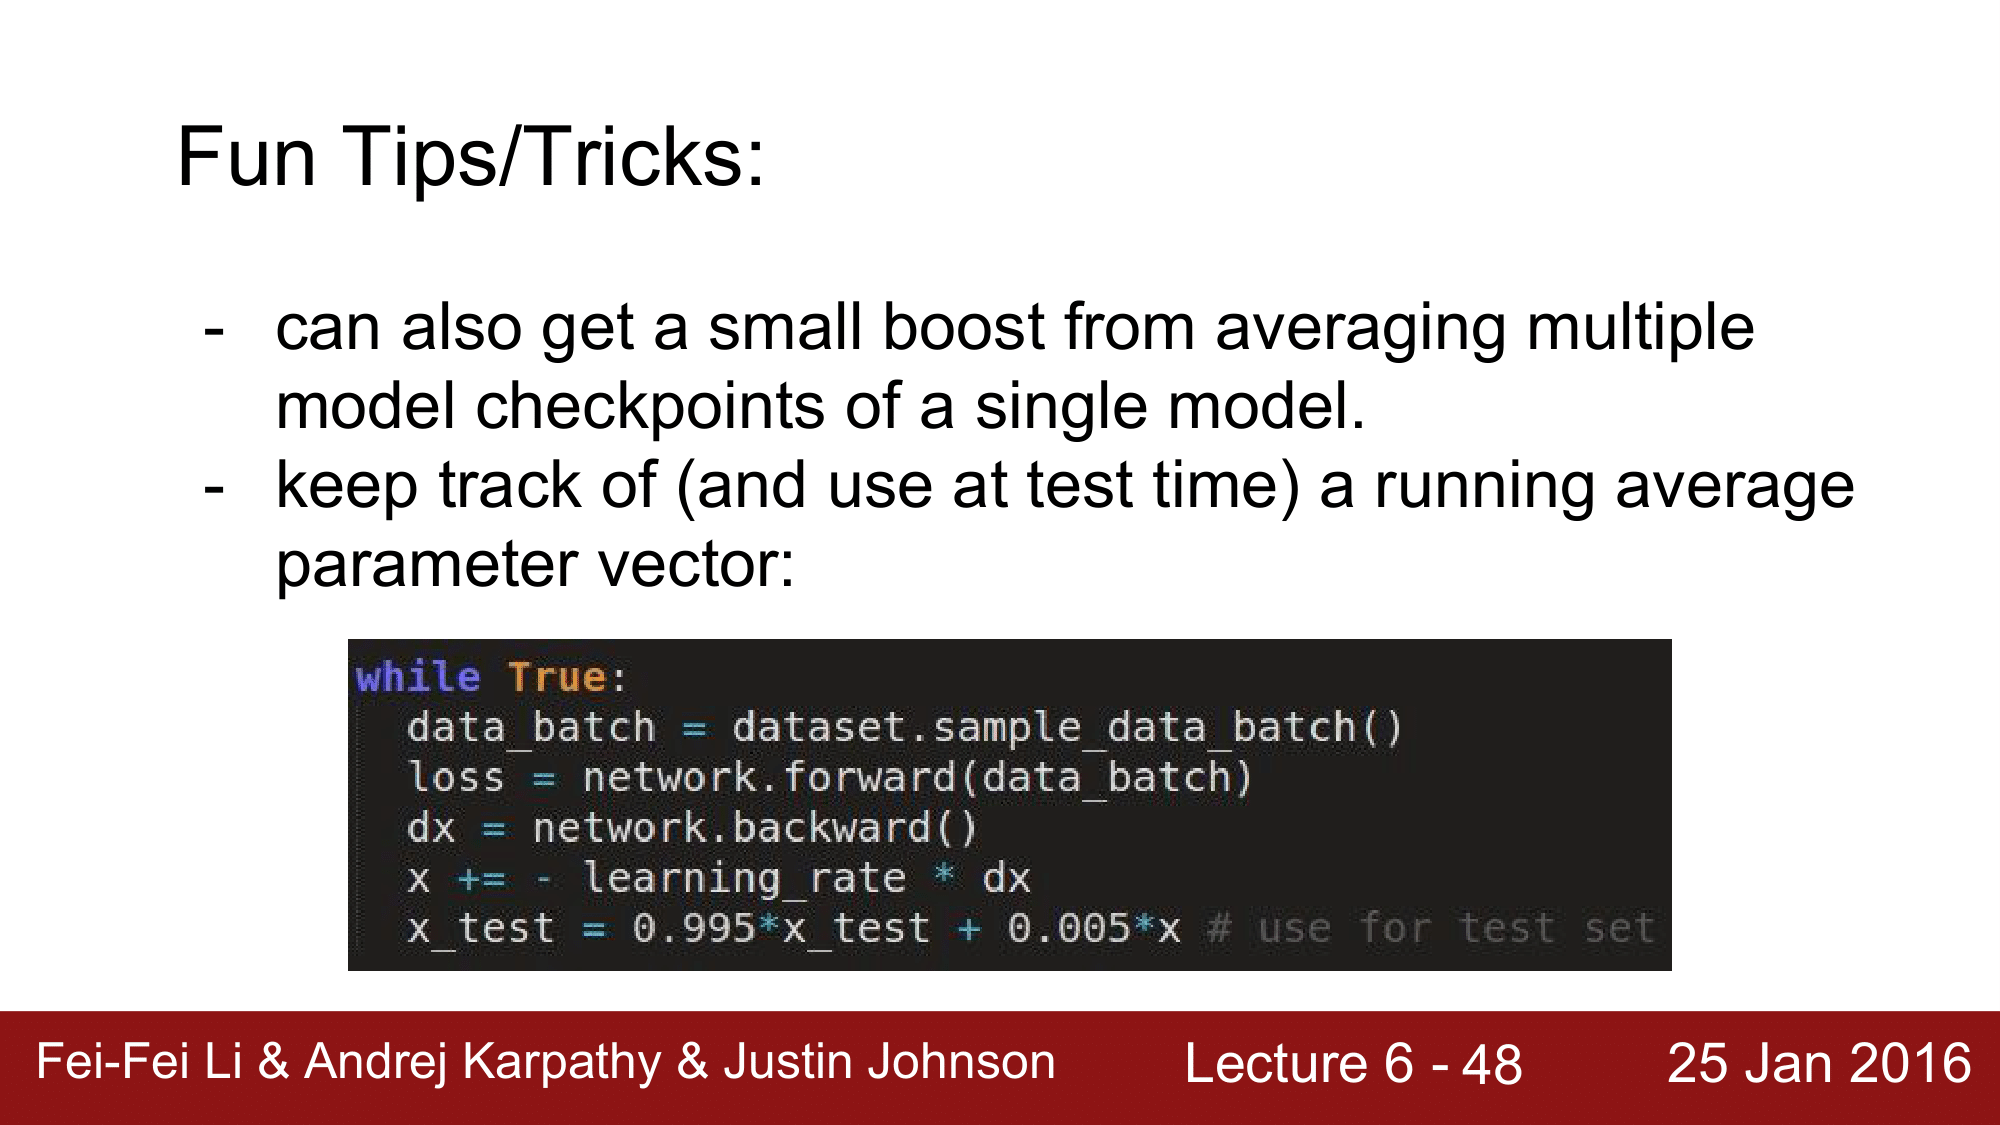 Fun Tips/Tricks:
- can also get a small boost from averaging multiple
model checkpoints of a single model.
- keep track of (and use at test time) a running average
parameter vector:
while True:
  data_batch = dataset.sample_data_batch()
  loss = network.forward(data_batch)
  dx = network.backward()
  x += - learning_rate * dx
  x_test = 0.995*x_test + 0.005*x # use for test set
Fei-Fei Li & Andrej Karpathy & Justin Johnson Lecture 6 - 48 25 Jan 2016